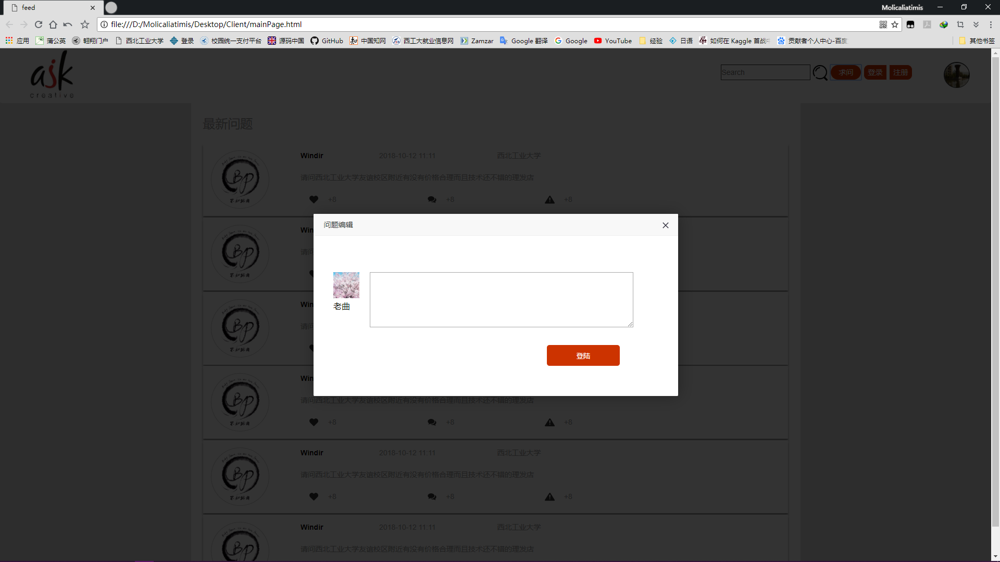 feed
Molicaliatimis
file:///D:/Molicaliatimis/Desktop/Client/mainPage.html
应用 蒲公英 翱翔门户 西北工业大学 登录 校园统一支付平台 源码中国 GitHub 中国知网 西工大就业信息网 Zamzar Google 翻译 Google YouTube 经验 日语 如何在 Kaggle 首战中 贡献者个人中心-百度 其他书签
ask
creative
Search 求问 登录 注册
最新问题
Windir 2018-10-12 11:11 西北工业大学
请问西北工业大学友谊校区附近有没有价格合理而且技术还不错的理发店
+8 +8 +8
问题编辑
Win
请问
老曲
Win
请问
登陆
Win
请问西北工业大学友谊校区附近有没有价格合理而且技术还不错的理发店
+8 +8 +8
Windir 2018-10-12 11:11 西北工业大学
请问西北工业大学友谊校区附近有没有价格合理而且技术还不错的理发店
+8 +8 +8
Windir 2018-10-12 11:11 西北工业大学
请问西北工业大学友谊校区附近有没有价格合理而且技术还不错的理发店